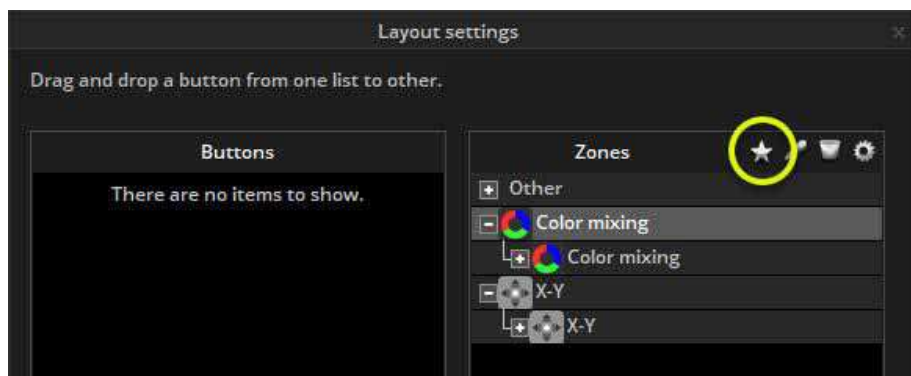 Layout settings
Drag and drop a button from one list to other.
Buttons
There are no items to show.
Zones
Other
Color mixing
Color mixing
X-Y
X-Y